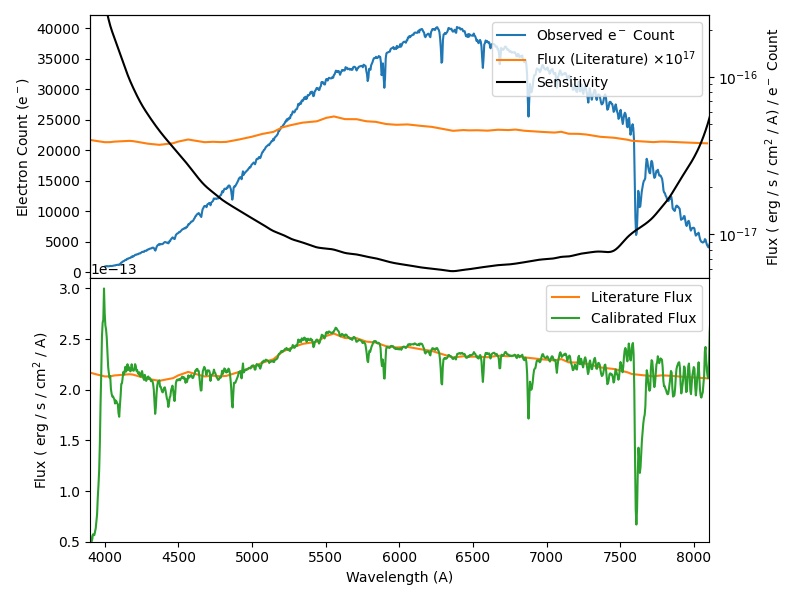 Observed e⁻ Count
Flux (Literature) ×10¹⁷
Sensitivity
Electron Count (e⁻)
40000
35000
30000
25000
20000
15000
10000
5000
0
10⁻¹⁶
10⁻¹⁷
Flux ( erg / s / cm² / A) / e⁻ Count
1e−13
Literature Flux
Calibrated Flux
Flux ( erg / s / cm² / A)
3.0
2.5
2.0
1.5
1.0
0.5
4000 4500 5000 5500 6000 6500 7000 7500 8000
Wavelength (A)